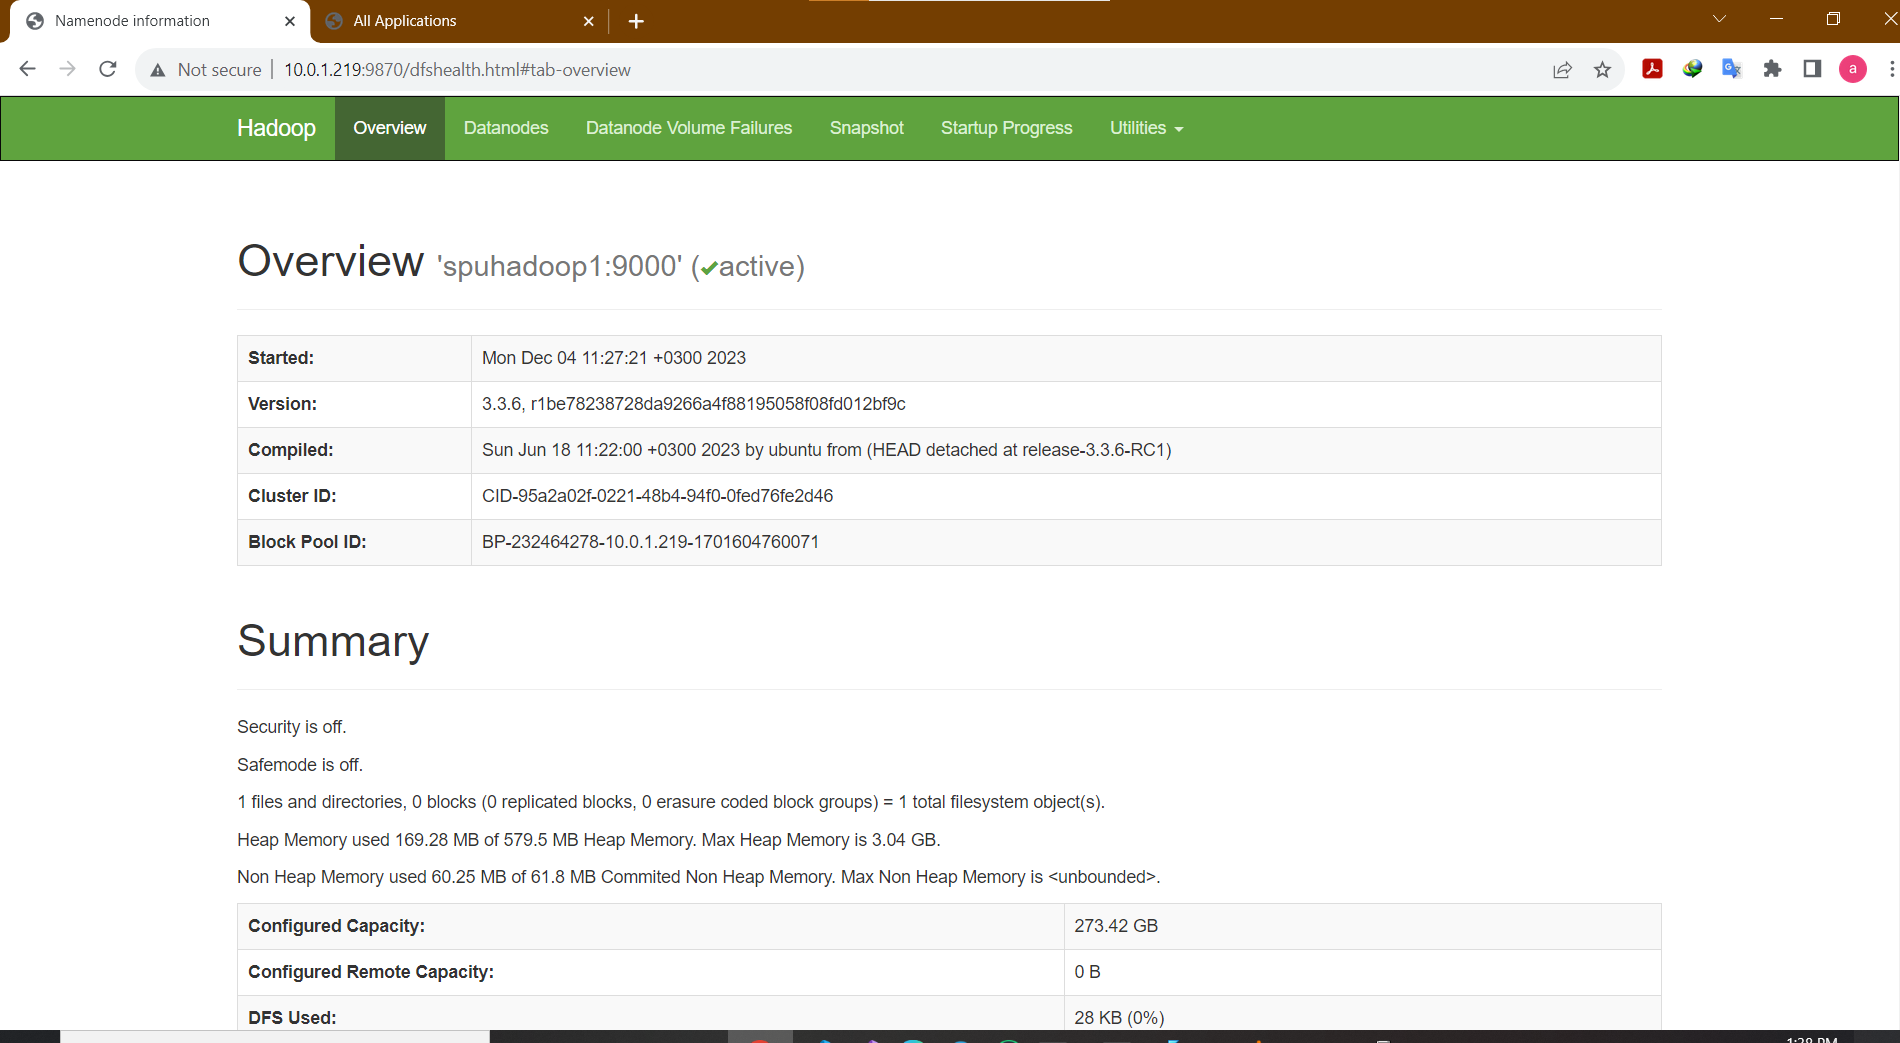 Namenode information
All Applications
Not secure 10.0.1.219:9870/dfshealth.html#tab-overview
a
Hadoop Overview Datanodes Datanode Volume Failures Snapshot Startup Progress Utilities
Overview 'spuhadoop1:9000' (✔active)
Started: Mon Dec 04 11:27:21 +0300 2023
Version: 3.3.6, r1be78238728da9266a4f88195058f08fd012bf9c
Compiled: Sun Jun 18 11:22:00 +0300 2023 by ubuntu from (HEAD detached at release-3.3.6-RC1)
Cluster ID: CID-95a2a02f-0221-48b4-94f0-0fed76fe2d46
Block Pool ID: BP-232464278-10.0.1.219-1701604760071
Summary
Security is off.
Safemode is off.
1 files and directories, 0 blocks (0 replicated blocks, 0 erasure coded block groups) = 1 total filesystem object(s).
Heap Memory used 169.28 MB of 579.5 MB Heap Memory. Max Heap Memory is 3.04 GB.
Non Heap Memory used 60.25 MB of 61.8 MB Commited Non Heap Memory. Max Non Heap Memory is <unbounded>.
Configured Capacity: 273.42 GB
Configured Remote Capacity: 0 B
DFS Used: 28 KB (0%)